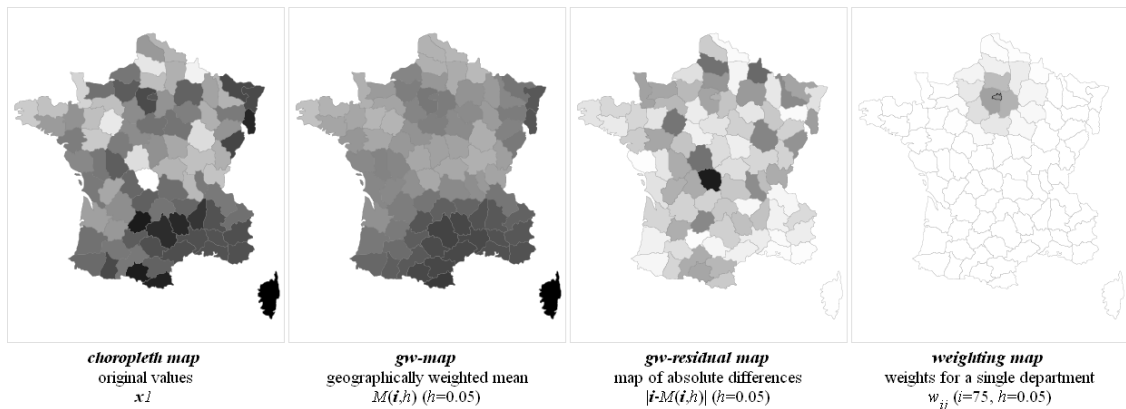 choropleth map
original values
x1
gw-map
geographically weighted mean
M(i,h) (h=0.05)
gw-residual map
map of absolute differences
|i-M(i,h)| (h=0.05)
weighting map
weights for a single department
wij (i=75, h=0.05)